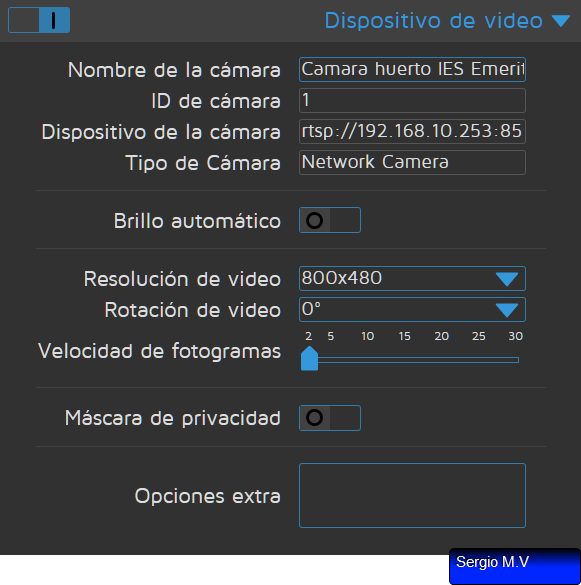 Dispositivo de video
Nombre de la cámara Camara huerto IES Emerit
ID de cámara 1
Dispositivo de la cámara rtsp://192.168.10.253:85
Tipo de Cámara Network Camera
Brillo automático
Resolución de video 800x480
Rotación de video 0°
2 5 10 15 20 25 30
Velocidad de fotogramas
Máscara de privacidad
Opciones extra
Sergio M.V